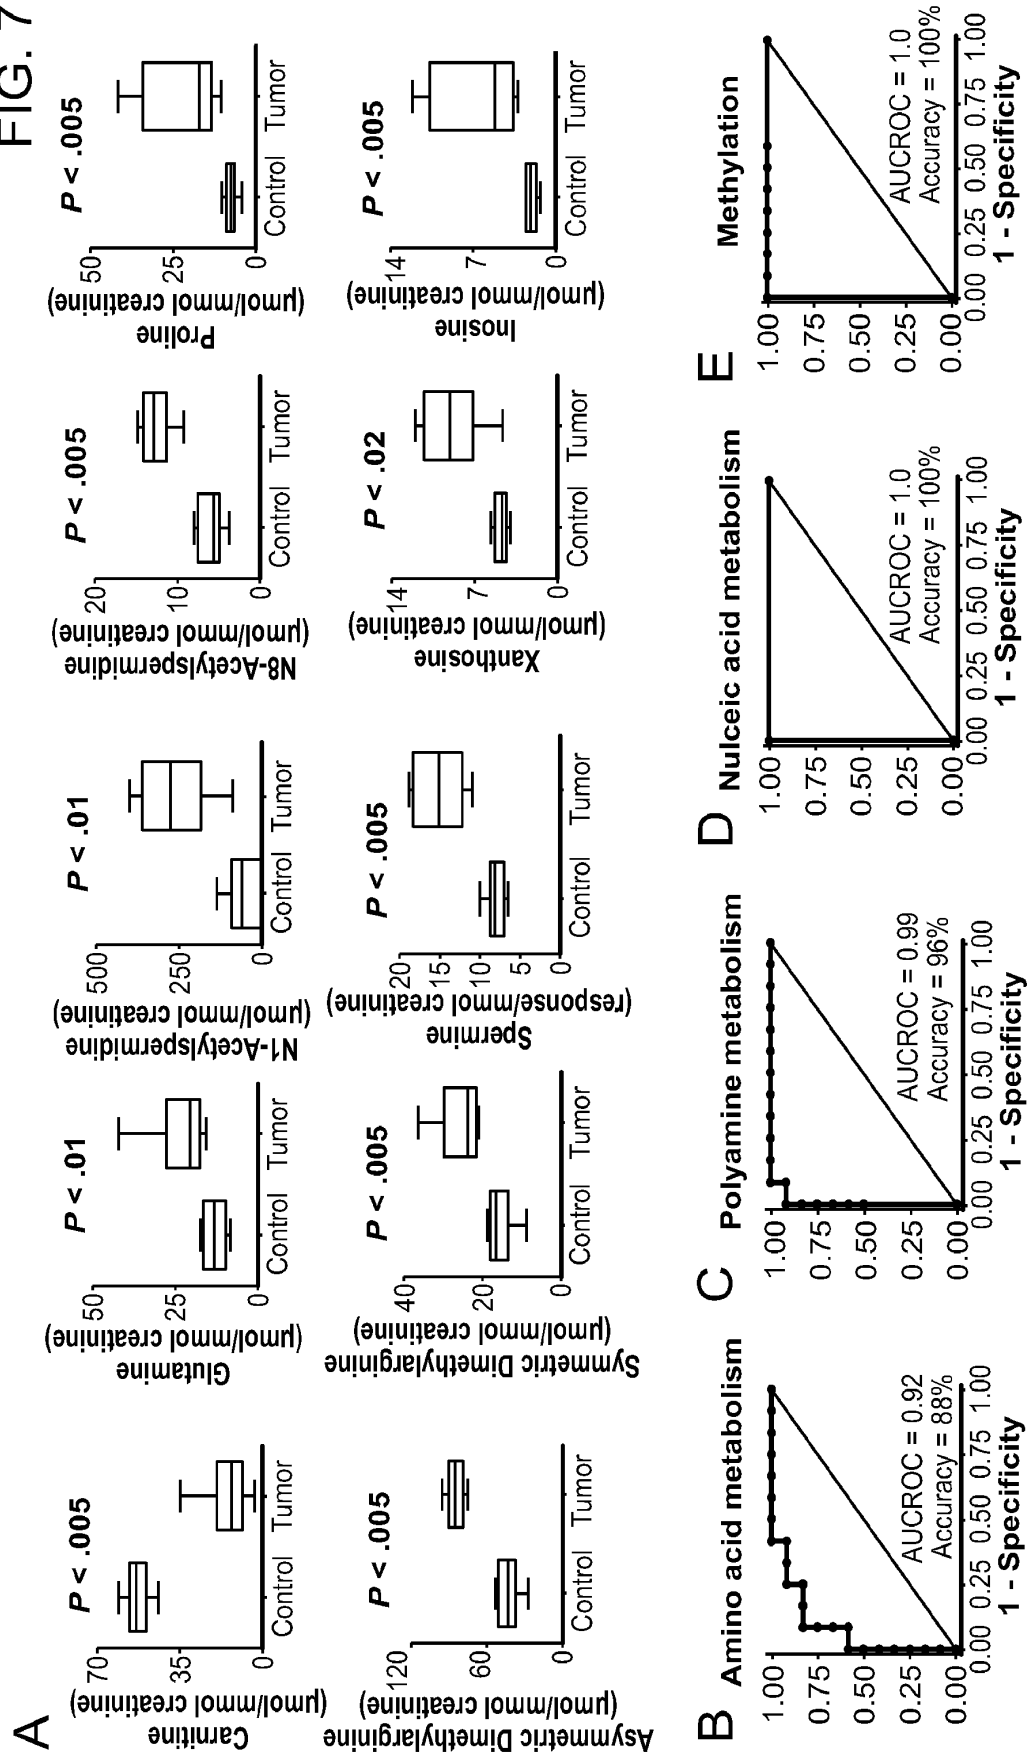 FIG. 7
A
P < .005
70
35
0
Carnitine
(µmol/mmol creatinine)
Control Tumor
P < .01
50
25
0
Glutamine
(µmol/mmol creatinine)
Control Tumor
P < .01
500
250
0
N1-Acetylspermidine
(µmol/mmol creatinine)
Control Tumor
P < .005
20
10
0
N8-Acetylspermidine
(µmol/mmol creatinine)
Control Tumor
P < .005
50
25
0
Proline
(µmol/mmol creatinine)
Control Tumor
P < .005
120
60
0
Asymmetric Dimethylarginine
(µmol/mmol creatinine)
Control Tumor
P < .005
40
20
0
Symmetric Dimethylarginine
(µmol/mmol creatinine)
Control Tumor
P < .005
20
15
10
5
0
Spermine
(response/mmol creatinine)
Control Tumor
P < .02
14
7
0
Xanthosine
(µmol/mmol creatinine)
Control Tumor
P < .005
14
7
0
Inosine
(µmol/mmol creatinine)
Control Tumor
B Amino acid metabolism
1.00
0.75
0.50
0.25
0.00
AUCROC = 0.92
Accuracy = 88%
0.00 0.25 0.50 0.75 1.00
1 - Specificity
C Polyamine metabolism
1.00
0.75
0.50
0.25
0.00
AUCROC = 0.99
Accuracy = 96%
0.00 0.25 0.50 0.75 1.00
1 - Specificity
D Nulceic acid metabolism
1.00
0.75
0.50
0.25
0.00
AUCROC = 1.0
Accuracy = 100%
0.00 0.25 0.50 0.75 1.00
1 - Specificity
E Methylation
1.00
0.75
0.50
0.25
0.00
AUCROC = 1.0
Accuracy = 100%
0.00 0.25 0.50 0.75 1.00
1 - Specificity